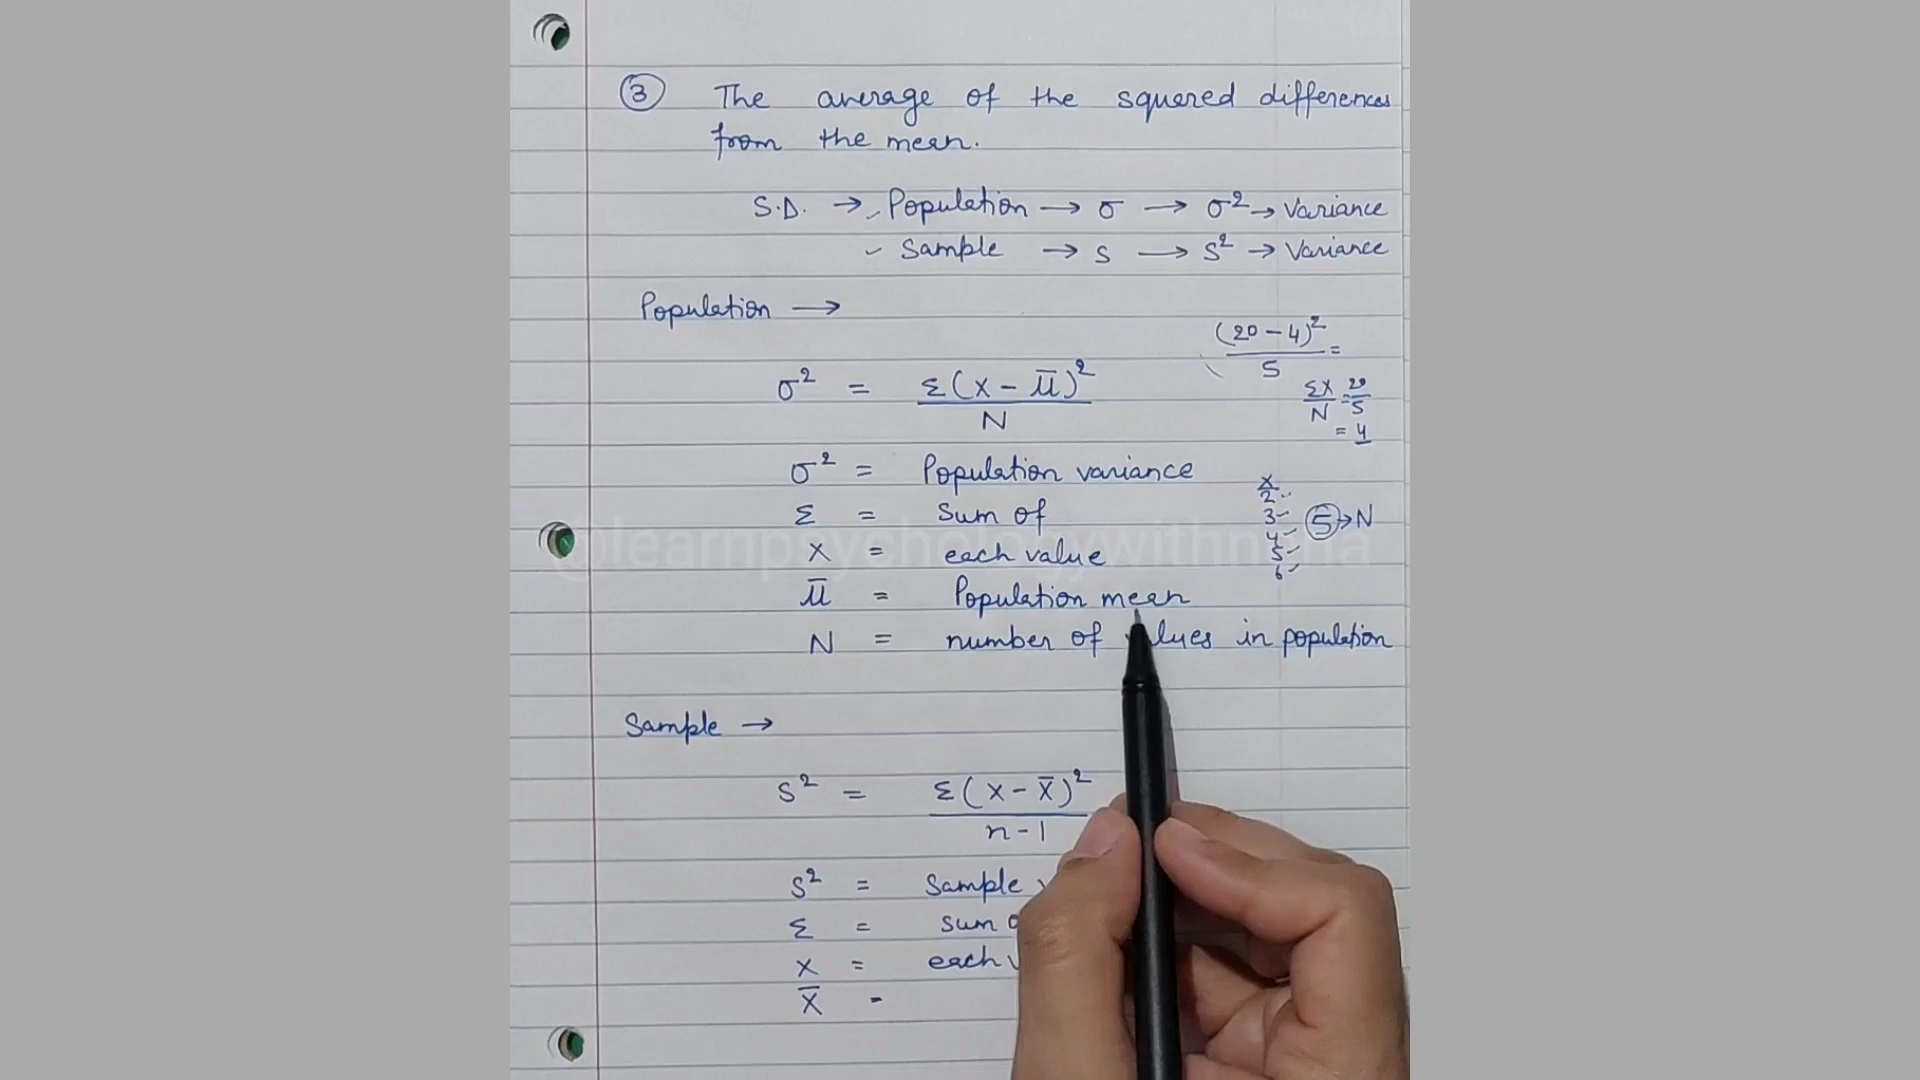 ③ The average of the squared differences
from the mean.
S.D. → Population → σ → σ² → Variance
Sample → s → s² → Variance
Population →
(20 - 4)²
5 =
σ² = Σ(x - μ̄)²
N
Σx
N = 20
5
= 4
σ² = Population variance
Σ = Sum of
x = each value
μ̄ = Population mean
N = number of values in population
x
2
3
4
5
6
⑤ → N
@learnpsychologywithn
Sample →
s² = Σ(x - x̄)²
n - 1
s² = Sample
Σ = sum
x = each
x̄ -